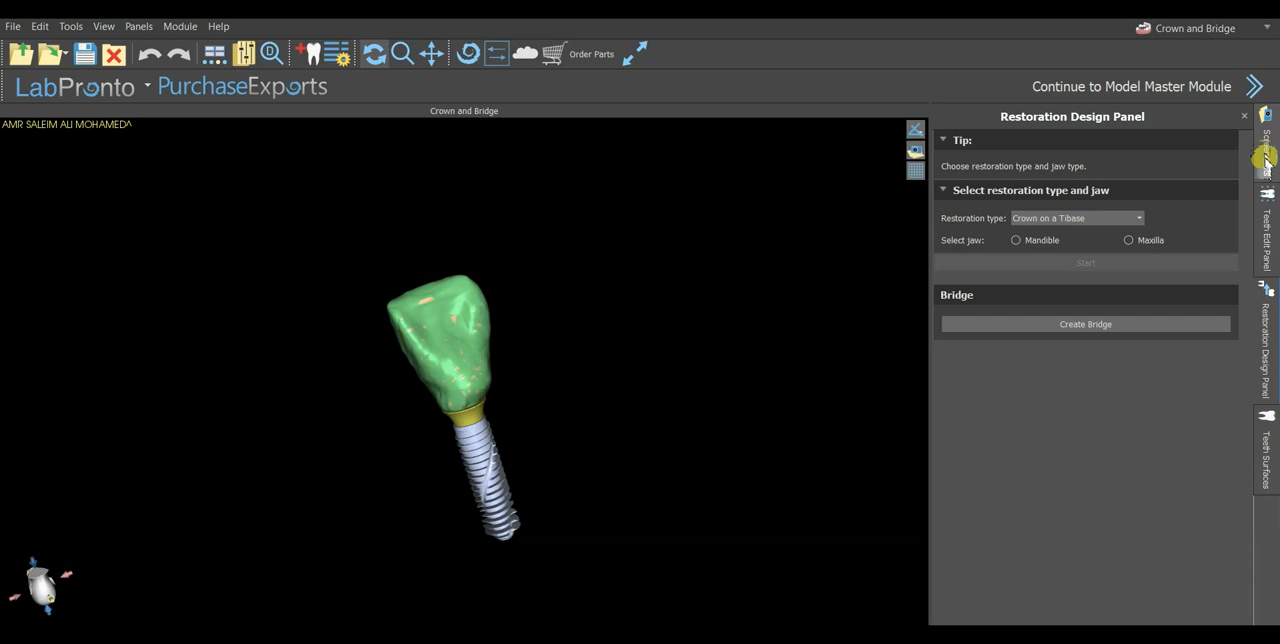 File Edit Tools View Panels Module Help
Crown and Bridge
Order Parts
LabPronto PurchaseExports
Continue to Model Master Module
Crown and Bridge
AMR SALEIM ALI MOHAMED^
Restoration Design Panel
Tip:
Choose restoration type and jaw type.
Select restoration type and jaw
Restoration type: Crown on a Tibase
Select jaw: Mandible Maxilla
Start
Bridge
Create Bridge
Teeth Edit Panel
Restoration Design Panel
Teeth Surfaces